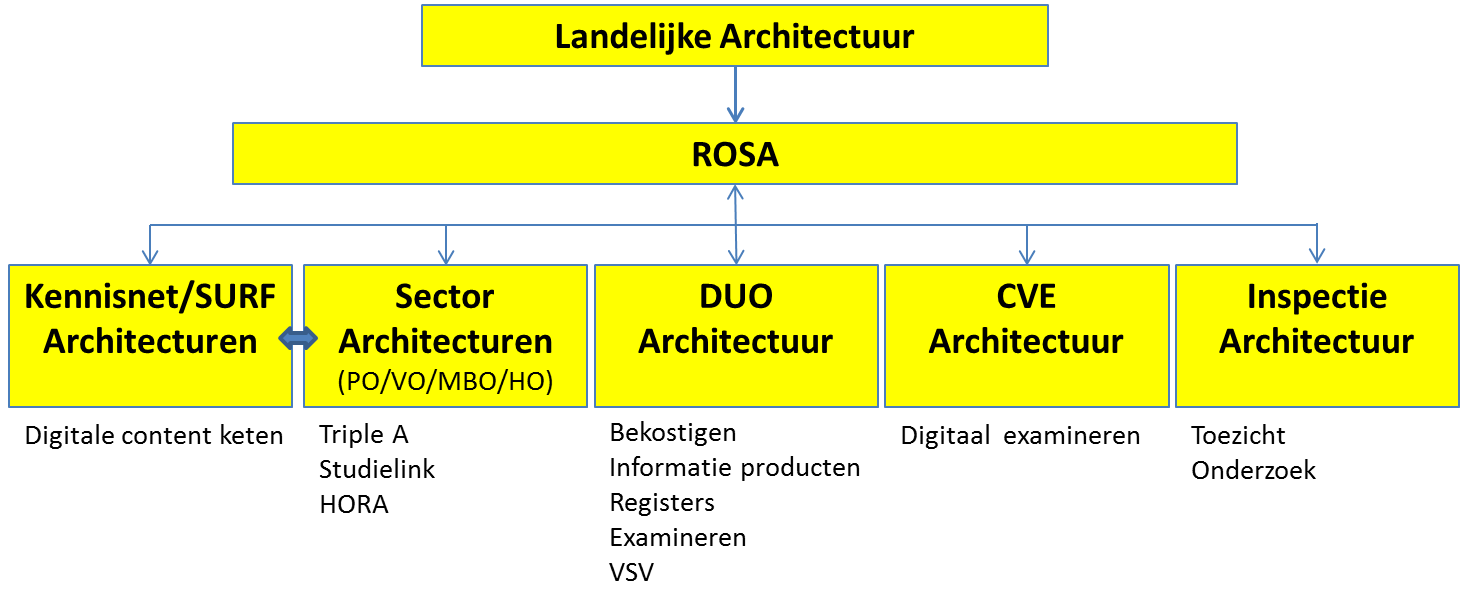 Landelijke Architectuur
ROSA
Kennisnet/SURF
Architecturen
Sector
Architecturen
(PO/VO/MBO/HO)
DUO
Architectuur
CVE
Architectuur
Inspectie
Architectuur
Digitale content keten
Triple A
Studielink
HORA
Bekostigen
Informatie producten
Registers
Examineren
VSV
Digitaal examineren
Toezicht
Onderzoek